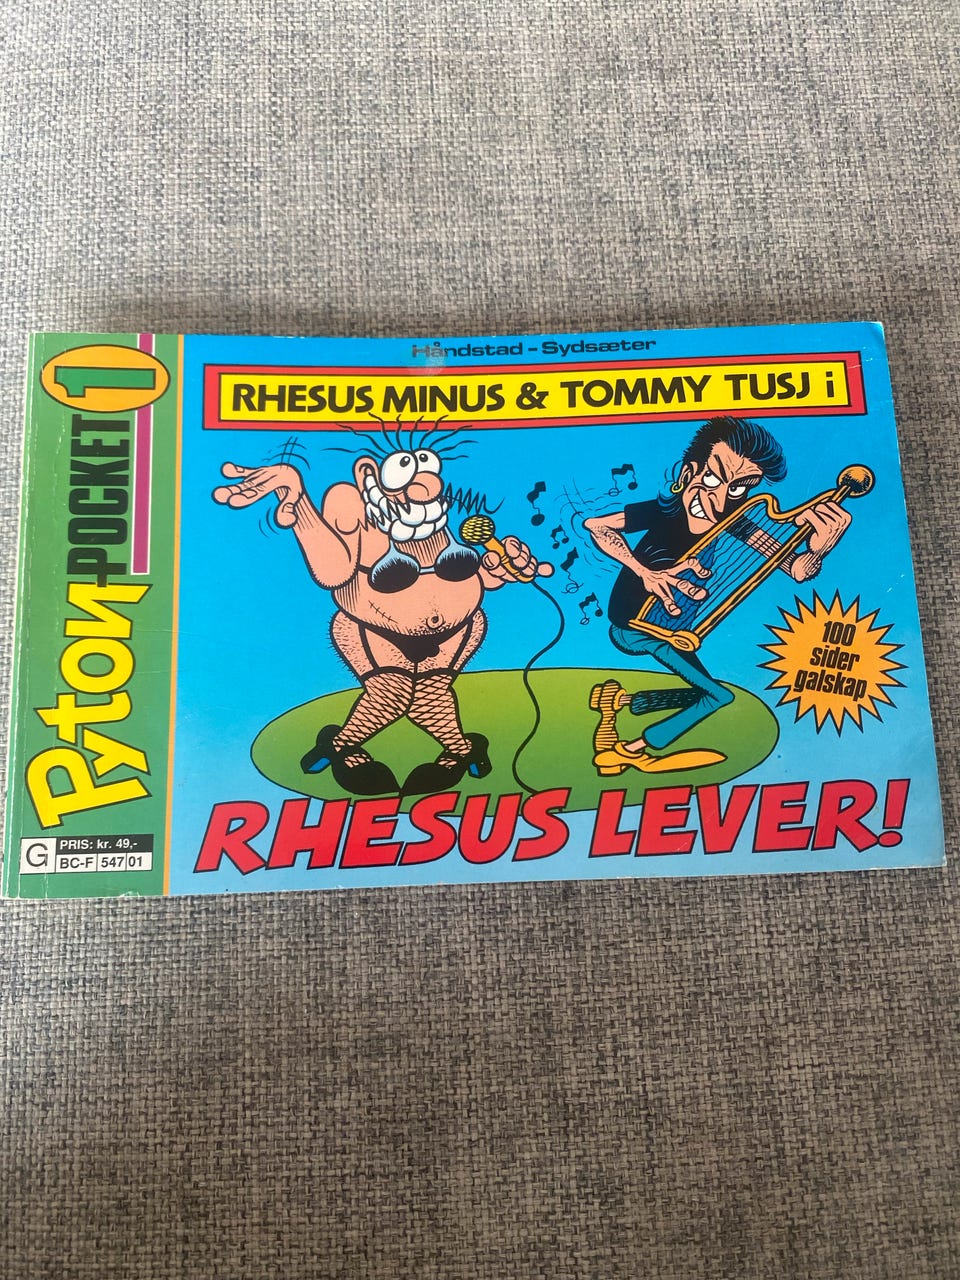 Håndstad - Sydsæter
RHESUS MINUS & TOMMY TUSJ i
Pyton-POCKET 1
100
sider
galskap
RHESUS LEVER!
G
PRIS: kr. 49,-
BC-F 547 01